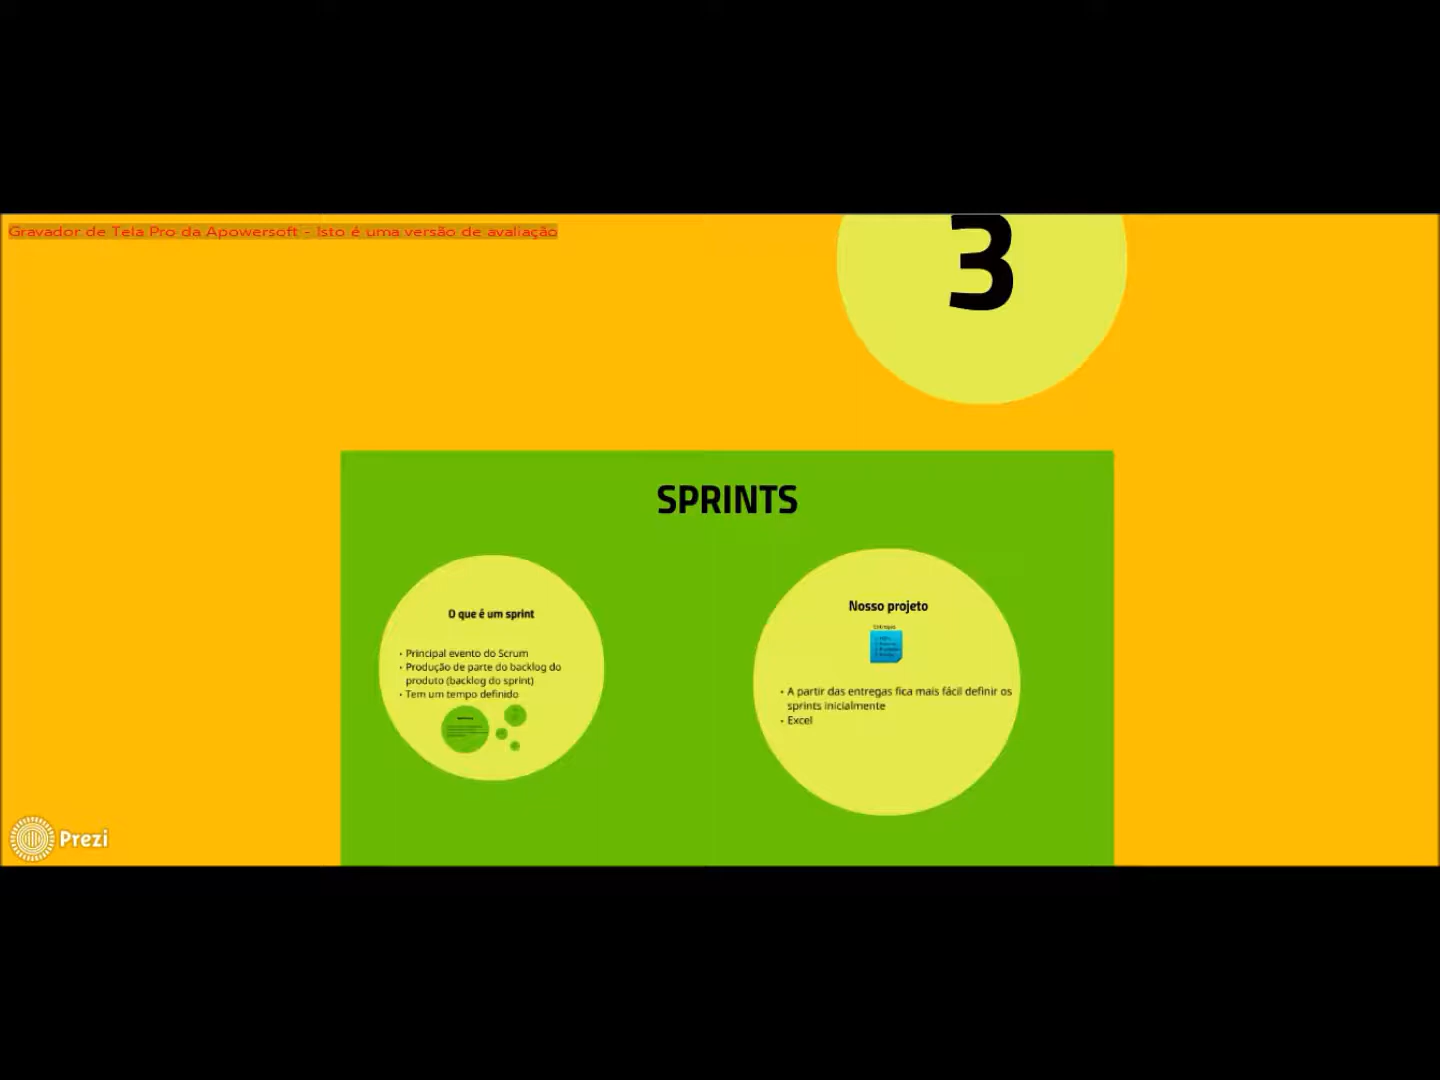 Gravador de Tela Pro da Apowersoft - Isto é uma versão de avaliação
3
SPRINTS
O que é um sprint
• Principal evento do Scrum
• Produção de parte do backlog do
produto (backlog do sprint)
• Tem um tempo definido
Nosso projeto
Entregas
• A partir das entregas fica mais fácil definir os
sprints inicialmente
• Excel
Prezi